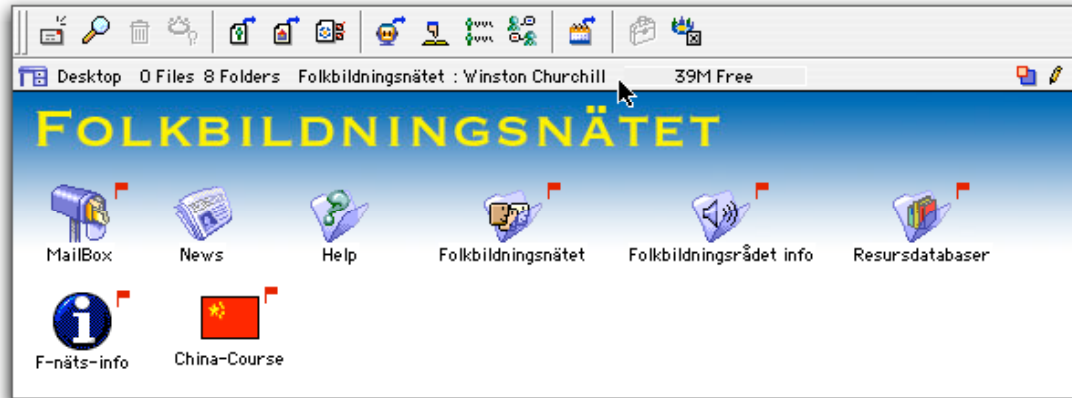 Desktop 0 Files 8 Folders Folkbildningsnätet : Winston Churchill 39M Free
FOLKBILDNINGSNÄTET
MailBox News Help Folkbildningsnätet Folkbildningsrådet info Resursdatabaser
F-näts-info China-Course